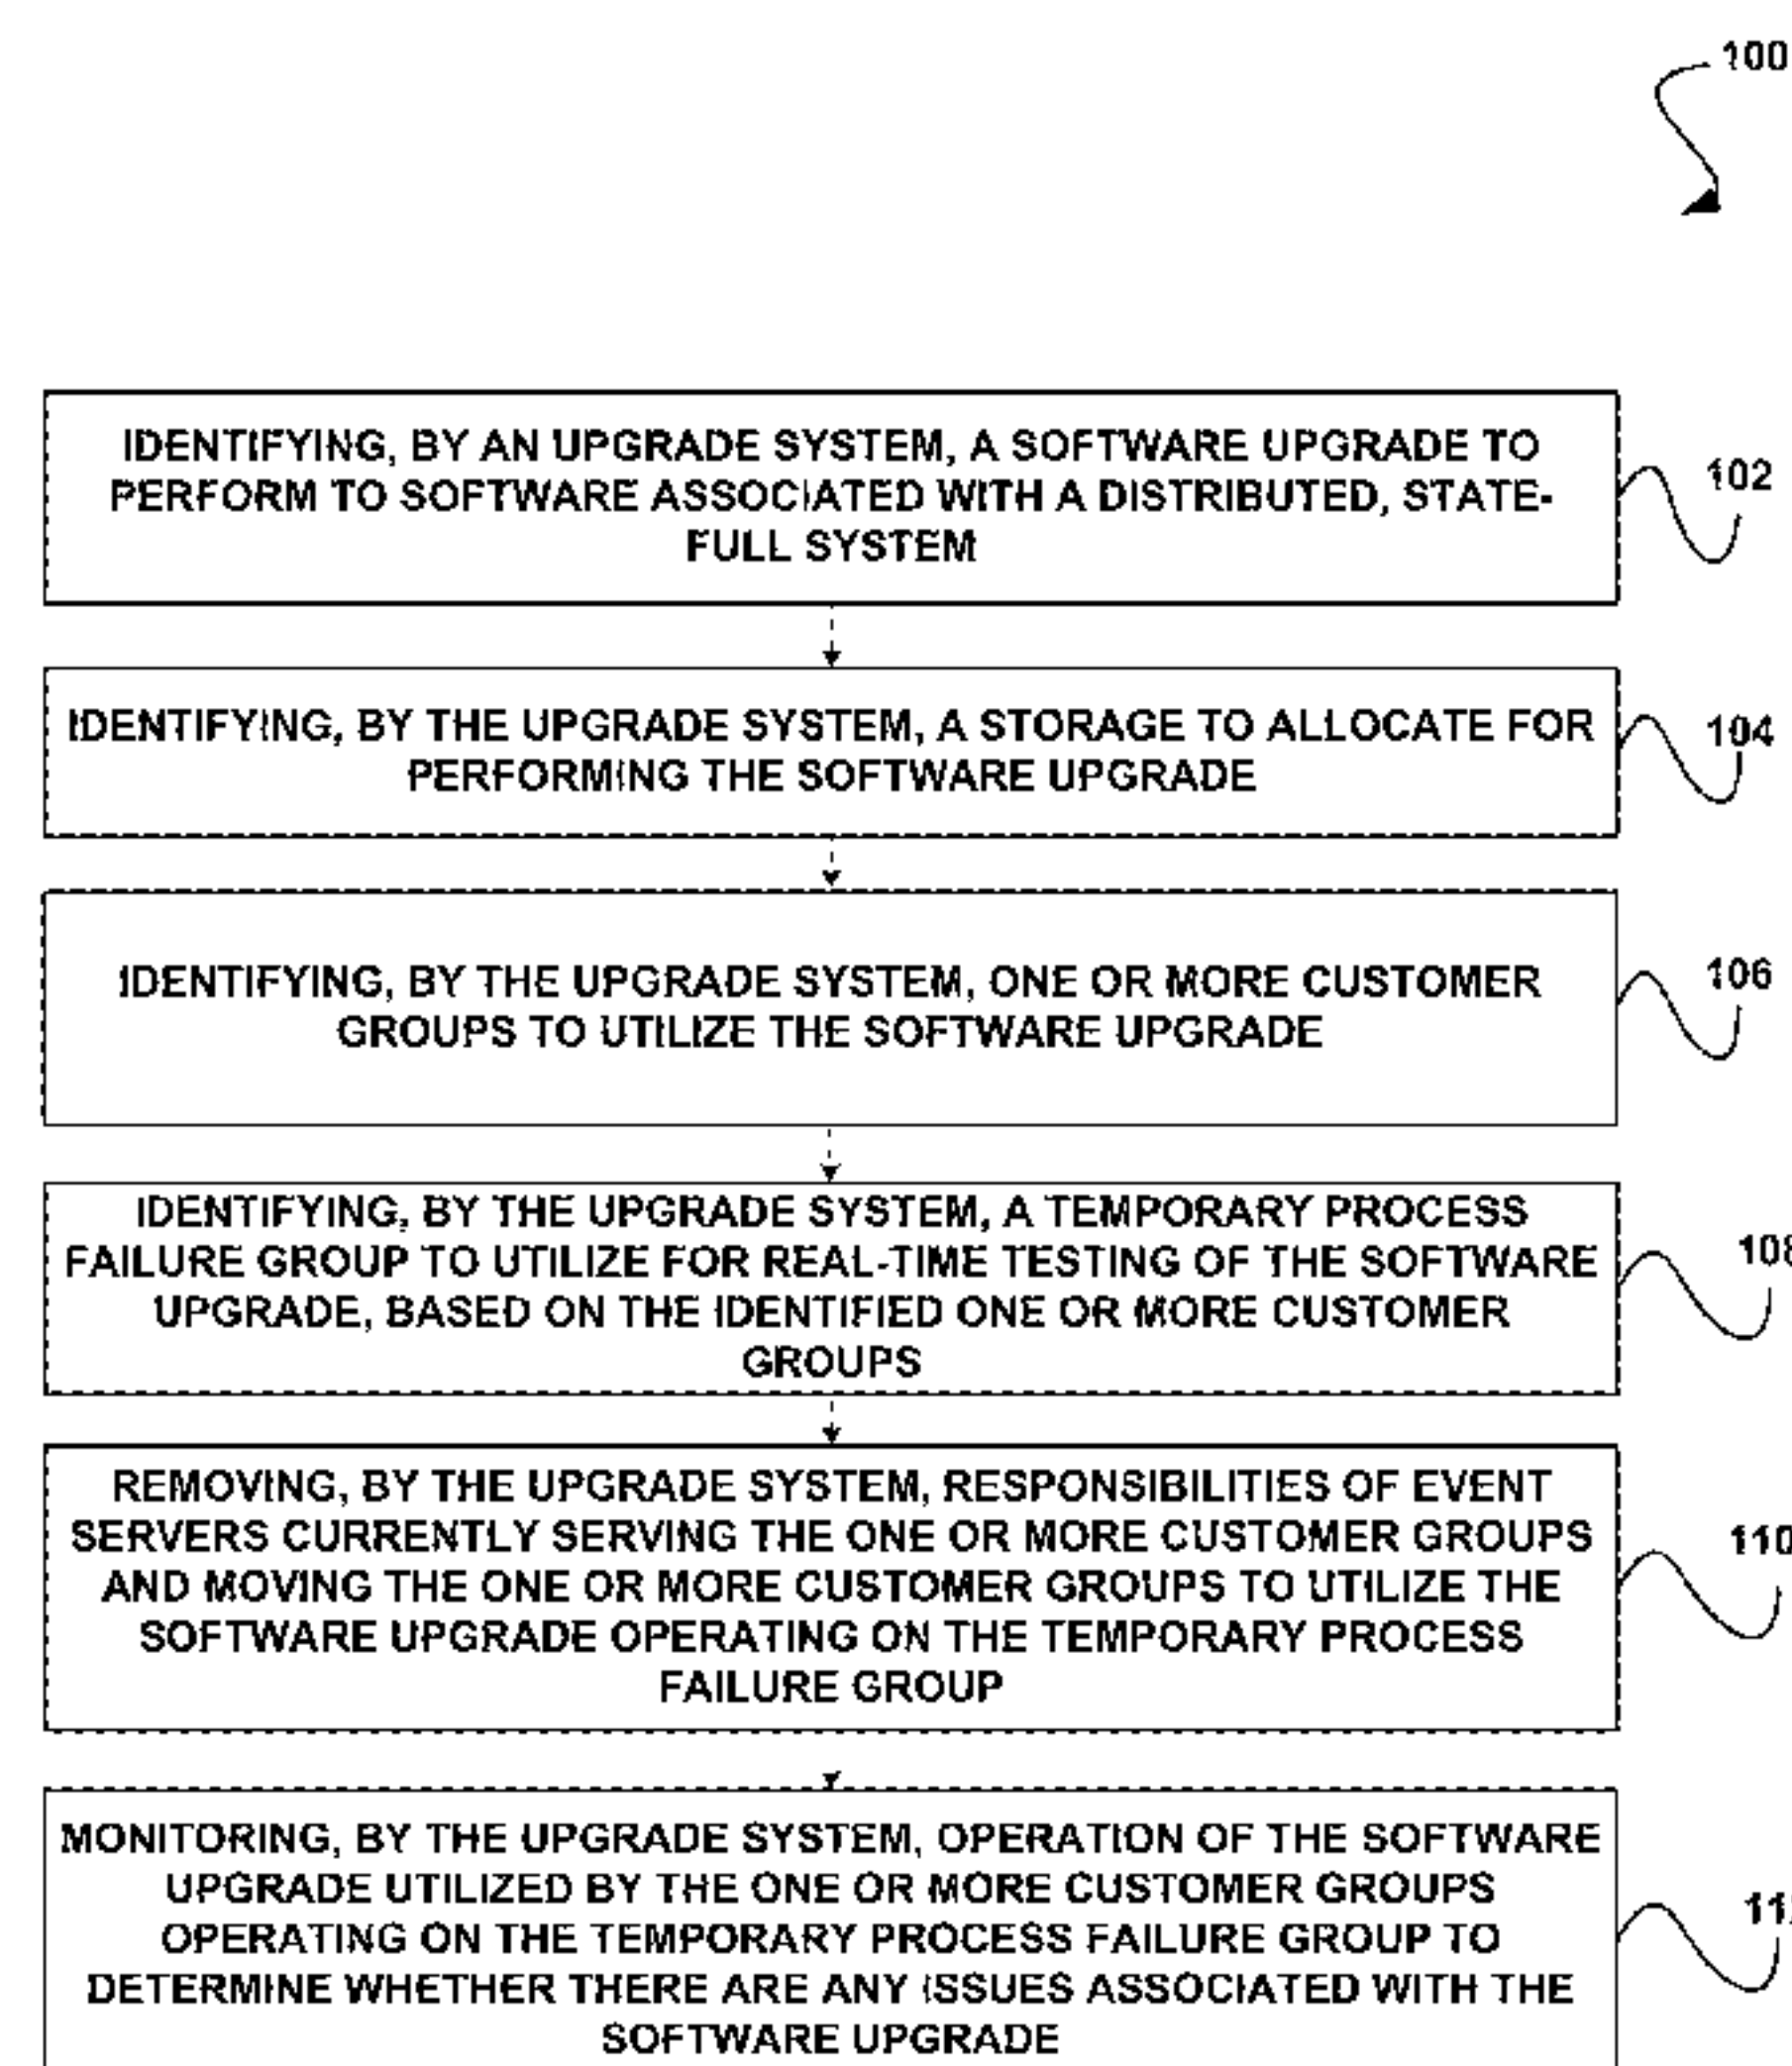 100
IDENTIFYING, BY AN UPGRADE SYSTEM, A SOFTWARE UPGRADE TO
PERFORM TO SOFTWARE ASSOCIATED WITH A DISTRIBUTED, STATE-
FULL SYSTEM
102
IDENTIFYING, BY THE UPGRADE SYSTEM, A STORAGE TO ALLOCATE FOR
PERFORMING THE SOFTWARE UPGRADE
104
IDENTIFYING, BY THE UPGRADE SYSTEM, ONE OR MORE CUSTOMER
GROUPS TO UTILIZE THE SOFTWARE UPGRADE
106
IDENTIFYING, BY THE UPGRADE SYSTEM, A TEMPORARY PROCESS
FAILURE GROUP TO UTILIZE FOR REAL-TIME TESTING OF THE SOFTWARE
UPGRADE, BASED ON THE IDENTIFIED ONE OR MORE CUSTOMER
GROUPS
108
REMOVING, BY THE UPGRADE SYSTEM, RESPONSIBILITIES OF EVENT
SERVERS CURRENTLY SERVING THE ONE OR MORE CUSTOMER GROUPS
AND MOVING THE ONE OR MORE CUSTOMER GROUPS TO UTILIZE THE
SOFTWARE UPGRADE OPERATING ON THE TEMPORARY PROCESS
FAILURE GROUP
110
MONITORING, BY THE UPGRADE SYSTEM, OPERATION OF THE SOFTWARE
UPGRADE UTILIZED BY THE ONE OR MORE CUSTOMER GROUPS
OPERATING ON THE TEMPORARY PROCESS FAILURE GROUP TO
DETERMINE WHETHER THERE ARE ANY ISSUES ASSOCIATED WITH THE
SOFTWARE UPGRADE